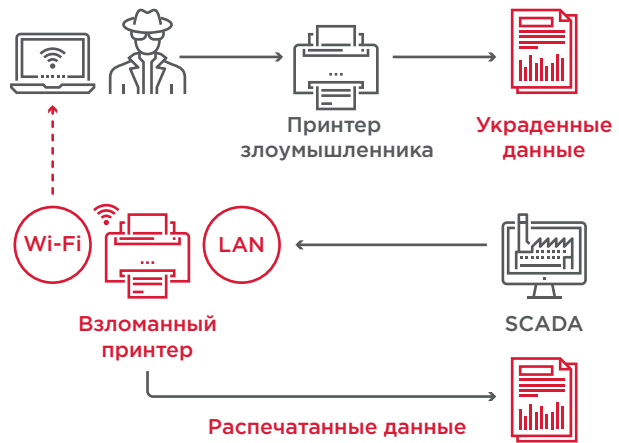 Принтер
злоумышленника
Украденные
данные
Wi-Fi
LAN
Взломанный
принтер
SCADA
Распечатанные данные